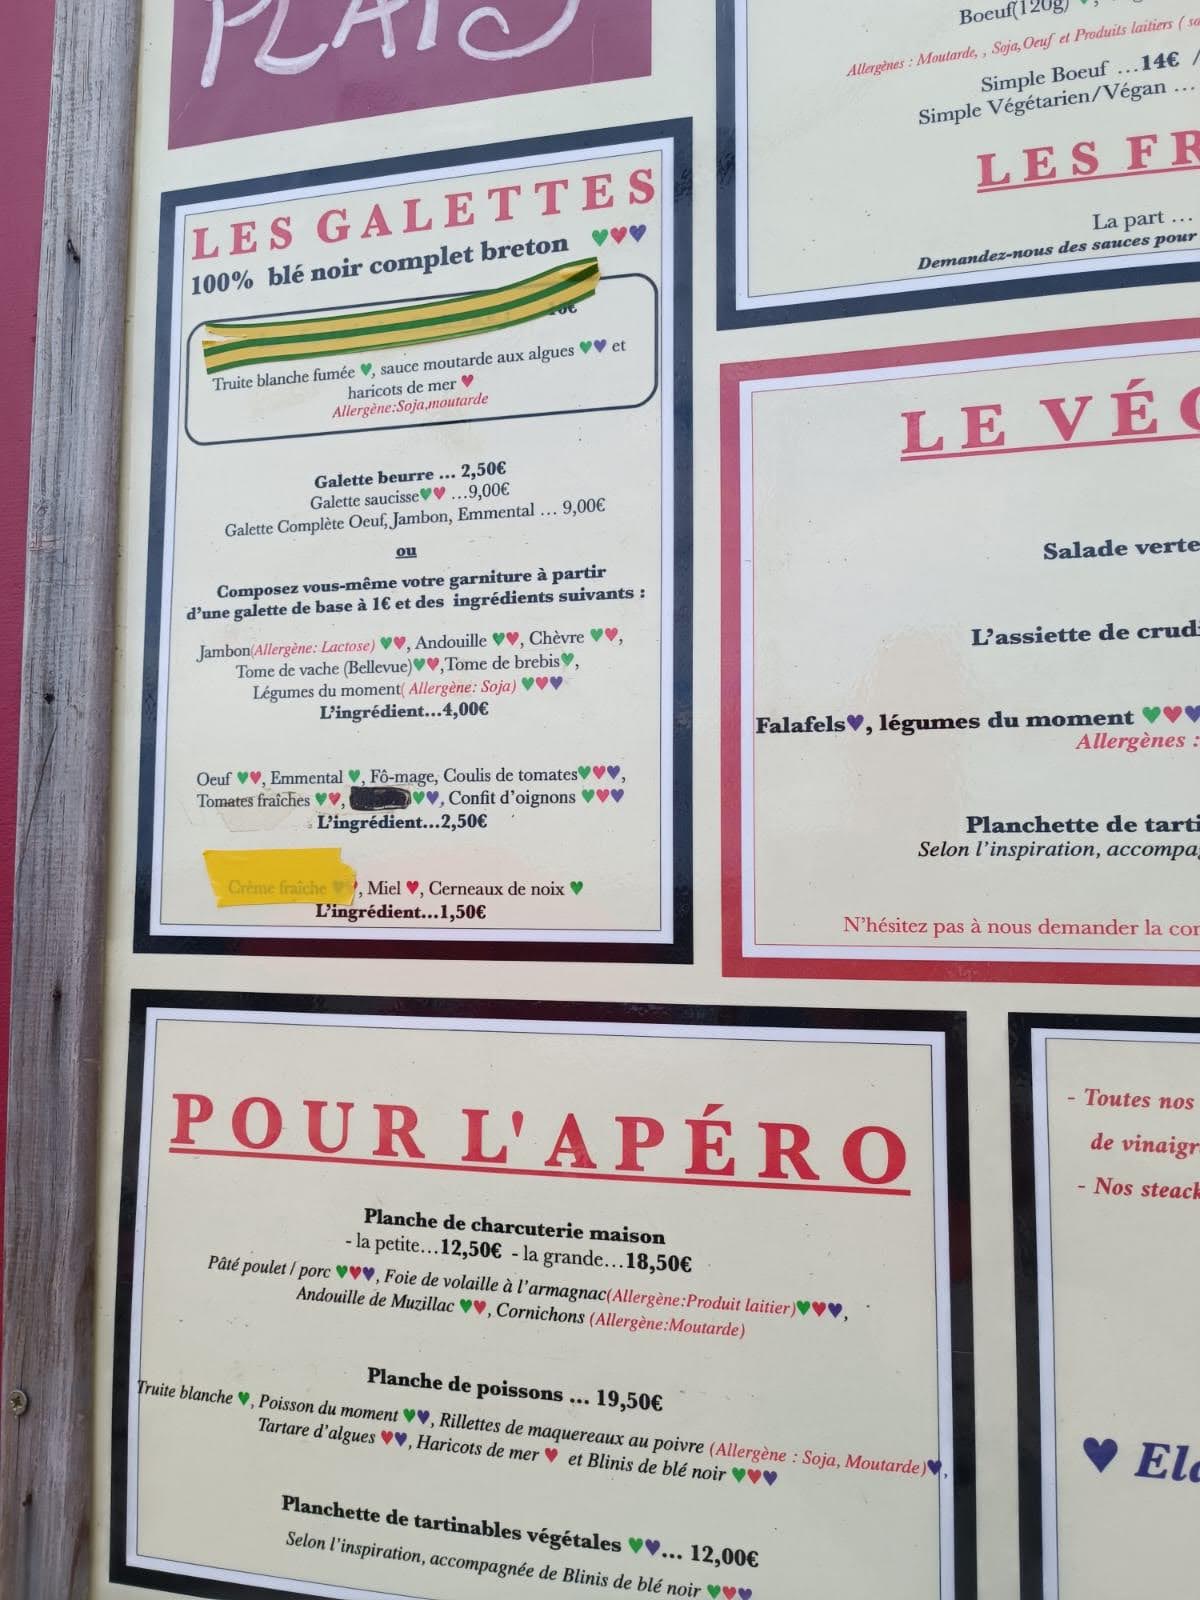 PLATS
LES GALETTES
100% blé noir complet breton 💚❤️💜
Truite blanche fumée 💚, sauce moutarde aux algues 💚💜 et
haricots de mer ❤️
Allergène:Soja,moutarde
Galette beurre ... 2,50€
Galette saucisse💚❤️ ...9,00€
Galette Complète Oeuf, Jambon, Emmental ... 9,00€
ou
Composez vous-même votre garniture à partir
d'une galette de base à 1€ et des ingrédients suivants :
Jambon(Allergène: Lactose) 💚❤️, Andouille 💚❤️, Chèvre 💚❤️,
Tome de vache (Bellevue)💚❤️,Tome de brebis💚,
Légumes du moment( Allergène: Soja) 💚❤️💜
L'ingrédient...4,00€
Oeuf 💚❤️, Emmental 💚, Fô-mage, Coulis de tomates💚❤️💜,
Tomates fraîches 💚❤️, 💚💜, Confit d'oignons 💚❤️💜
L'ingrédient...2,50€
Crème fraîche 💚❤️, Miel ❤️, Cerneaux de noix 💚
L'ingrédient...1,50€
POUR L'APÉRO
Planche de charcuterie maison
- la petite...12,50€ - la grande...18,50€
Pâté poulet / porc 💚❤️💜, Foie de volaille à l'armagnac(Allergène:Produit laitier)💚❤️💜,
Andouille de Muzillac 💚❤️, Cornichons (Allergène:Moutarde)
Planche de poissons ... 19,50€
Truite blanche 💚, Poisson du moment 💚💜, Rillettes de maquereaux au poivre (Allergène : Soja, Moutarde)💜,
Tartare d'algues ❤️💜, Haricots de mer ❤️ et Blinis de blé noir 💚❤️💜
Planchette de tartinables végétales 💚💜... 12,00€
Selon l'inspiration, accompagnée de Blinis de blé noir 💚❤️💜
Boeuf(120g) 💚,
Allergènes : Moutarde, , Soja, Oeuf et Produits laitiers (
Simple Boeuf ...14€ /
Simple Végétarien/Végan ...
LES FR
La part ...
Demandez-nous des sauces pour
LE VÉG
Salade verte
L'assiette de crudi
Falafels💜, légumes du moment 💚❤️💜
Allergènes :
Planchette de tarti
Selon l'inspiration, accompa
N'hésitez pas à nous demander la com
- Toutes nos
de vinaigr
- Nos steack
💜 Ela